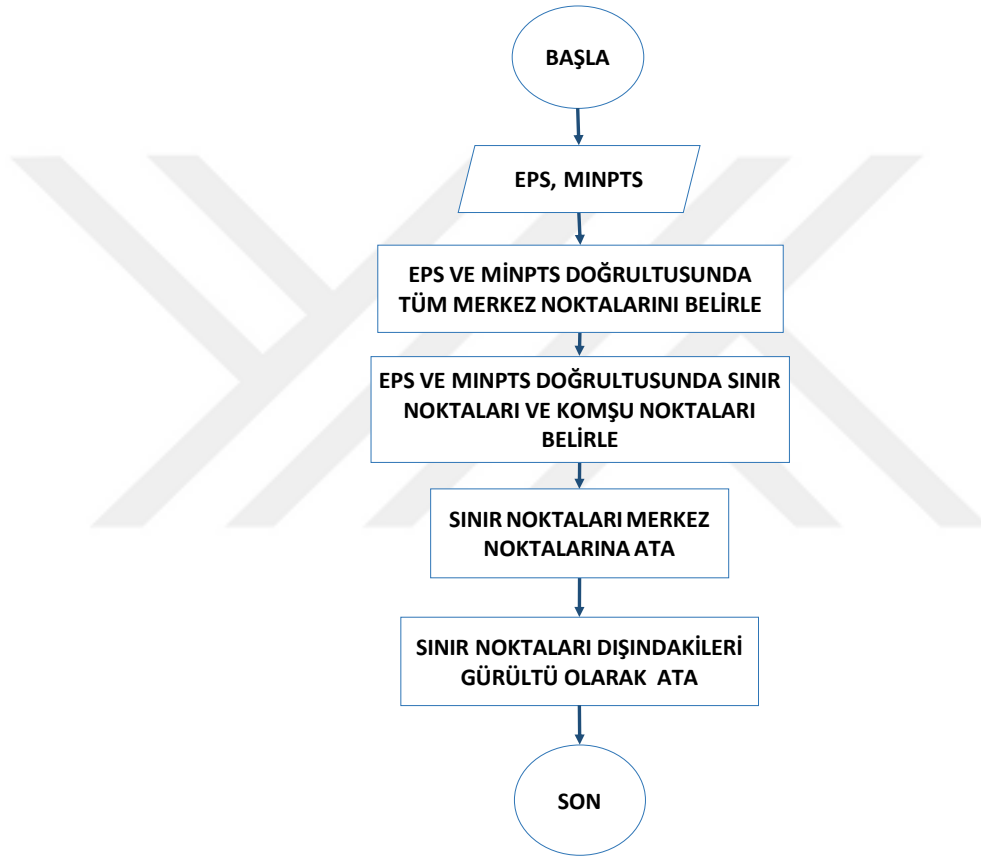 BAŞLA
EPS, MINPTS
EPS VE MİNPTS DOĞRULTUSUNDA
TÜM MERKEZ NOKTALARINI BELİRLE
EPS VE MINPTS DOĞRULTUSUNDA SINIR
NOKTALARI VE KOMŞU NOKTALARI
BELİRLE
SINIR NOKTALARI MERKEZ
NOKTALARINA ATA
SINIR NOKTALARI DIŞINDAKİLERİ
GÜRÜLTÜ OLARAK ATA
SON